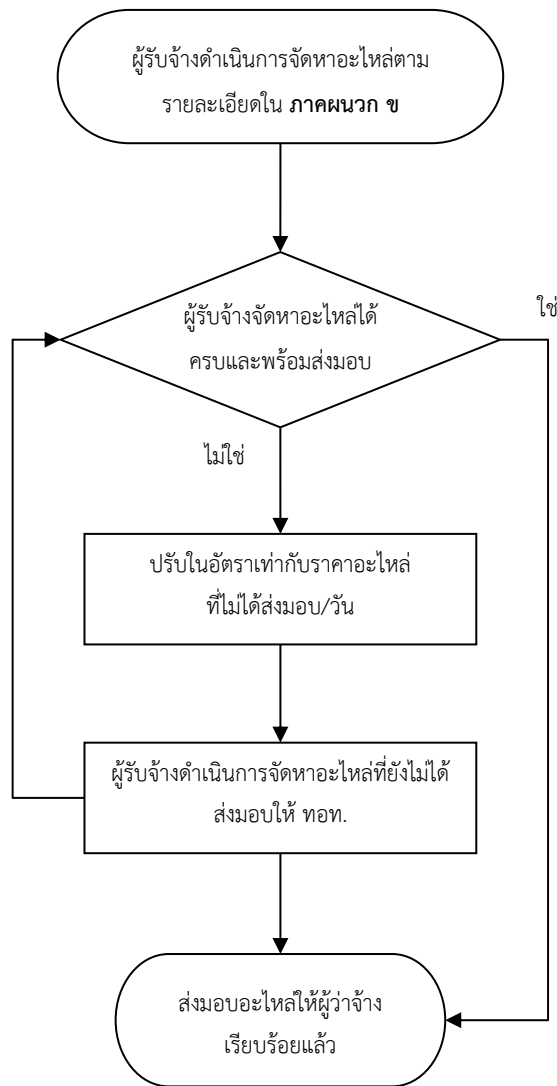 ผู้รับจ้างดำเนินการจัดหาอะไหล่ตาม
รายละเอียดใน ภาคผนวก ข
ผู้รับจ้างจัดหาอะไหล่ได้
ครบและพร้อมส่งมอบ
ใช่
ไม่ใช่
ปรับในอัตราเท่ากับราคาอะไหล่
ที่ไม่ได้ส่งมอบ/วัน
ผู้รับจ้างดำเนินการจัดหาอะไหล่ที่ยังไม่ได้
ส่งมอบให้ ทอท.
ส่งมอบอะไหล่ให้ผู้ว่าจ้าง
เรียบร้อยแล้ว